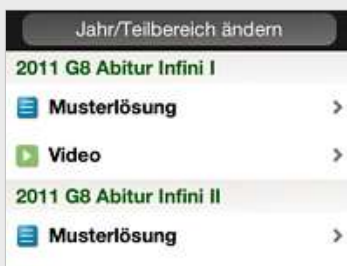 Jahr/Teilbereich ändern
2011 G8 Abitur Infini I
Musterlösung
Video
2011 G8 Abitur Infini II
Musterlösung